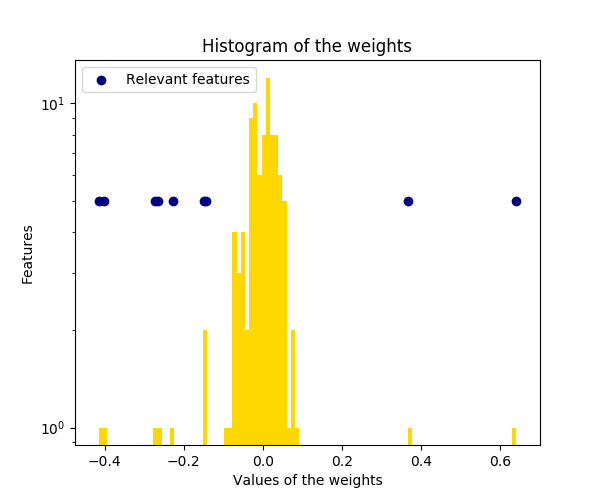 Histogram of the weights
Relevant features
10¹
10⁰
Features
−0.4 −0.2 0.0 0.2 0.4 0.6
Values of the weights